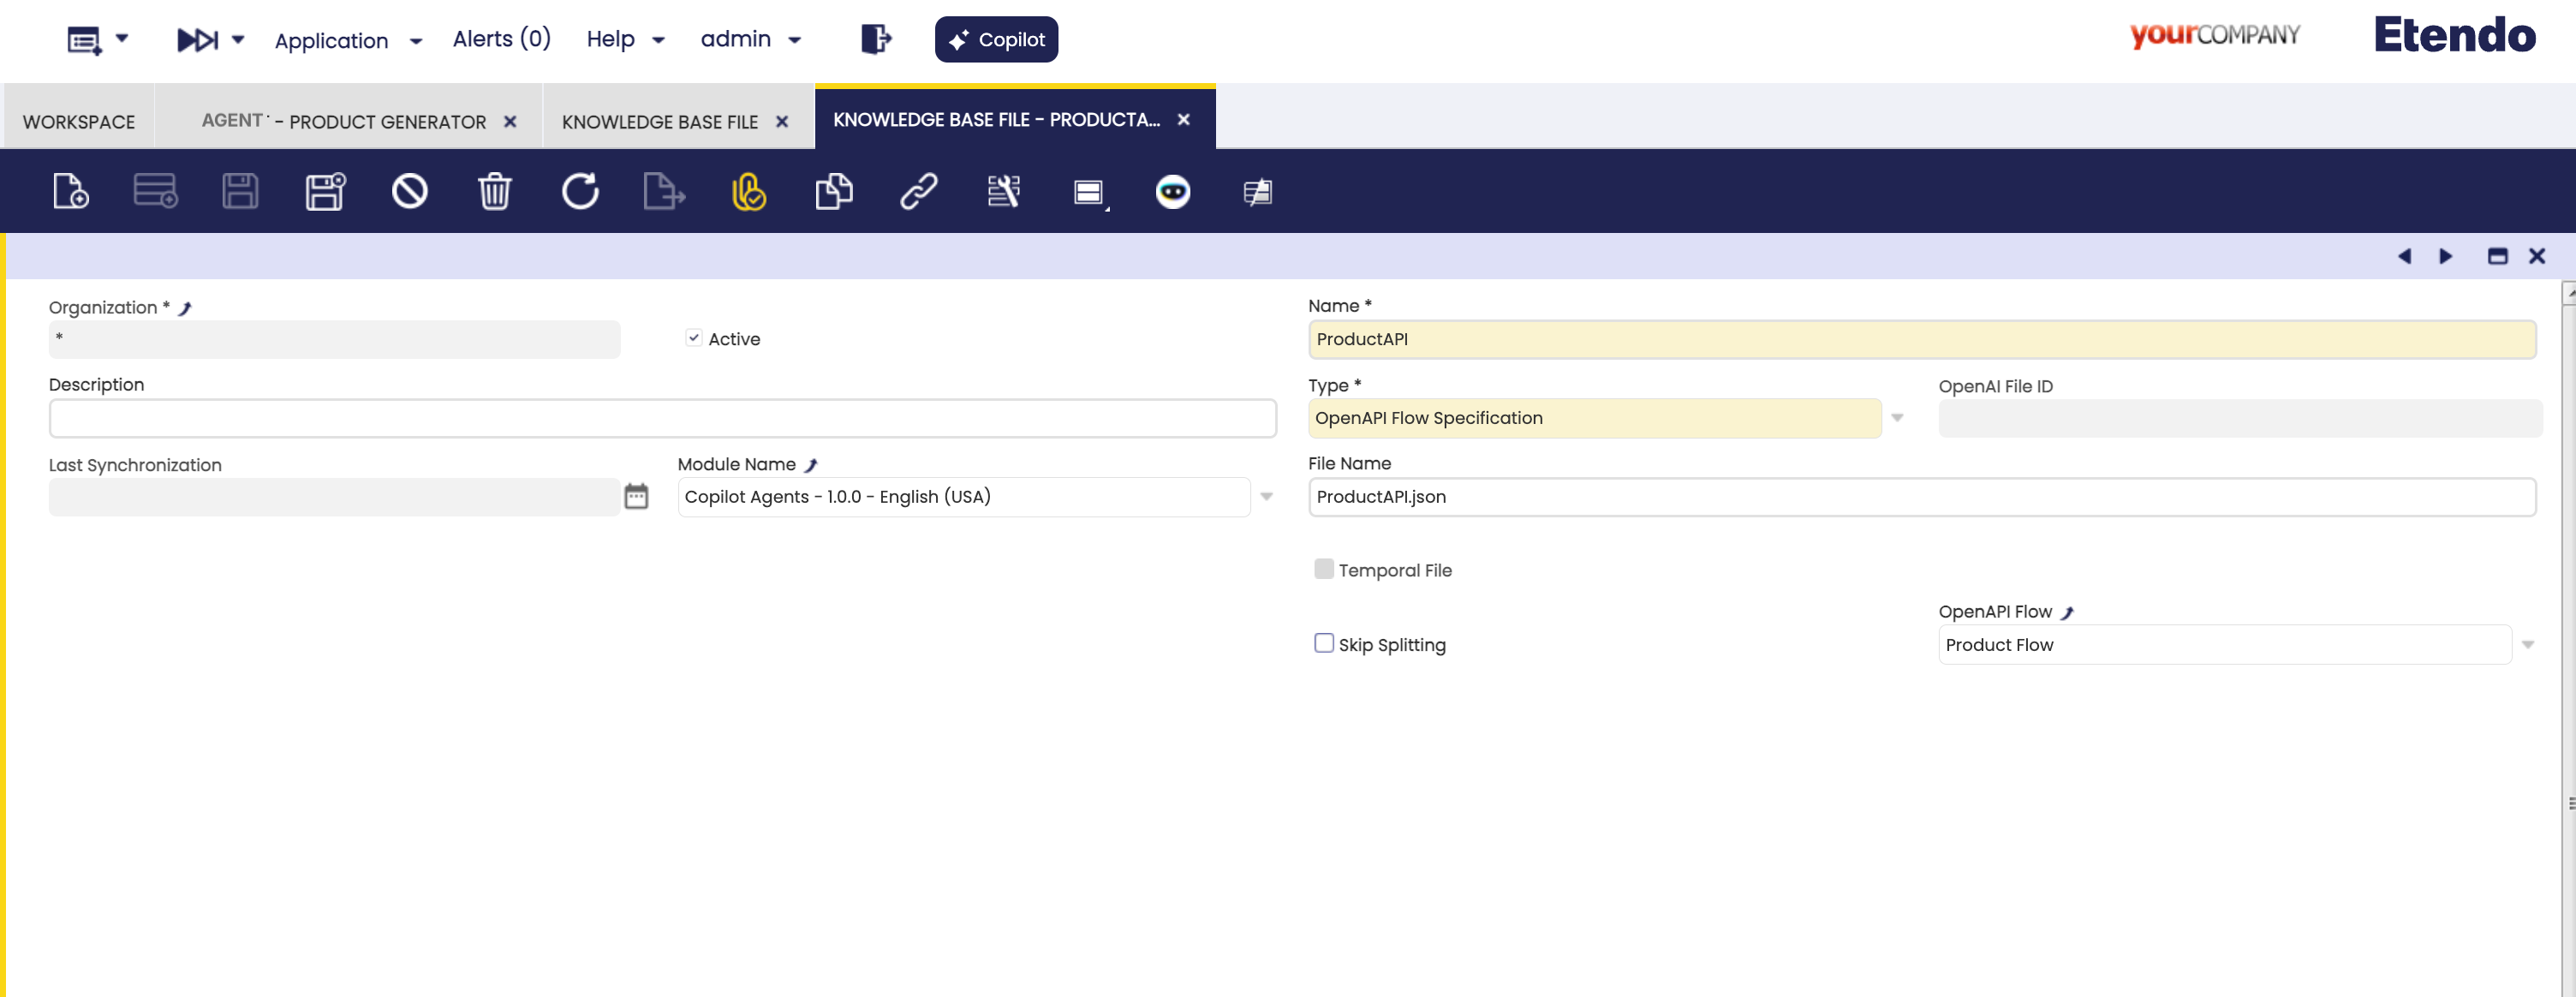 Application Alerts (0) Help admin Copilot yourCOMPANY Etendo
WORKSPACE AGENT - PRODUCT GENERATOR KNOWLEDGE BASE FILE KNOWLEDGE BASE FILE - PRODUCTA...
Organization *
*
Active
Name *
ProductAPI
Description
Type *
OpenAPI Flow Specification
OpenAI File ID
Last Synchronization
Module Name
Copilot Agents - 1.0.0 - English (USA)
File Name
ProductAPI.json
Temporal File
Skip Splitting
OpenAPI Flow
Product Flow